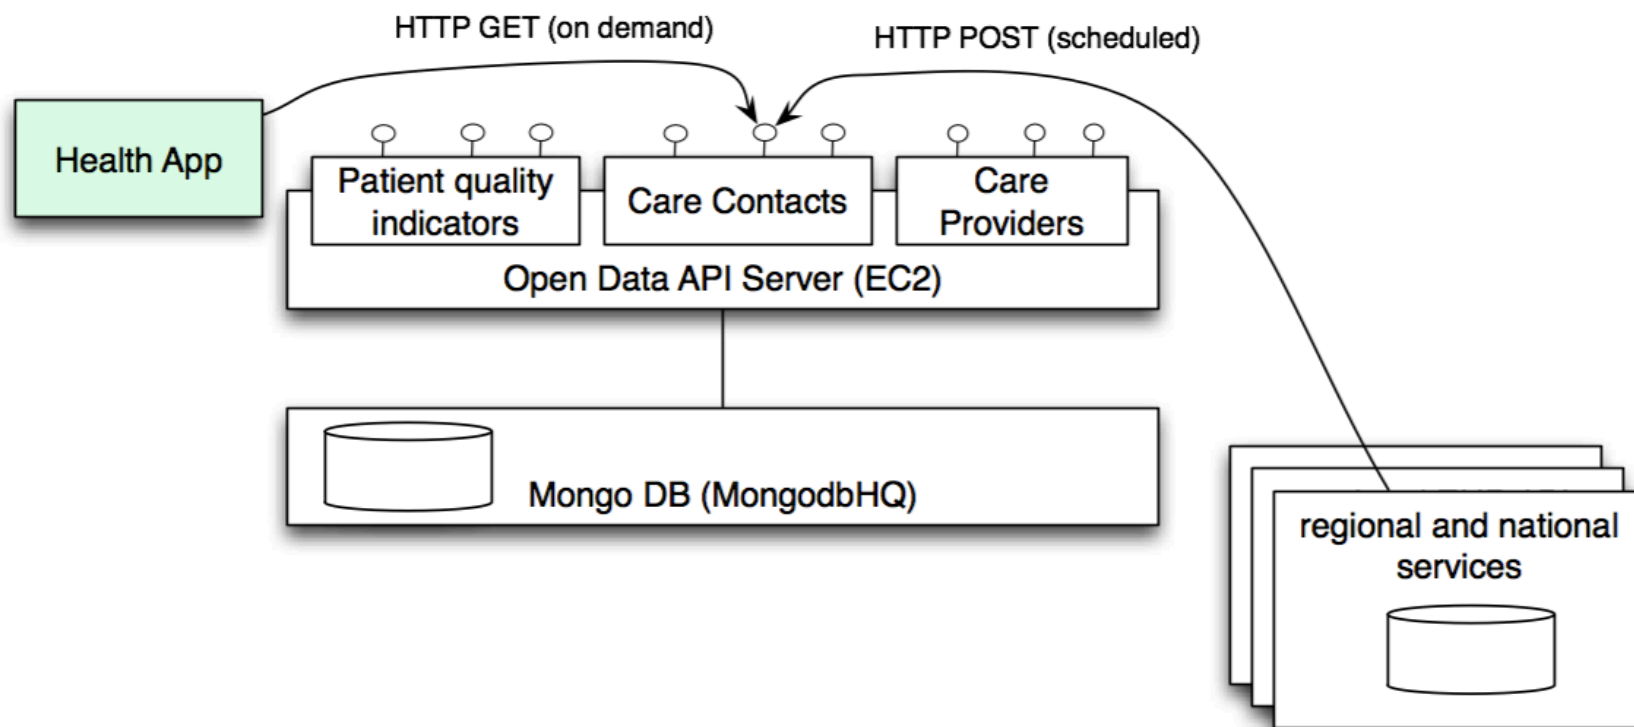 HTTP GET (on demand)
HTTP POST (scheduled)
Health App
Patient quality
indicators
Care Contacts
Care
Providers
Open Data API Server (EC2)
Mongo DB (MongodbHQ)
regional and national
services